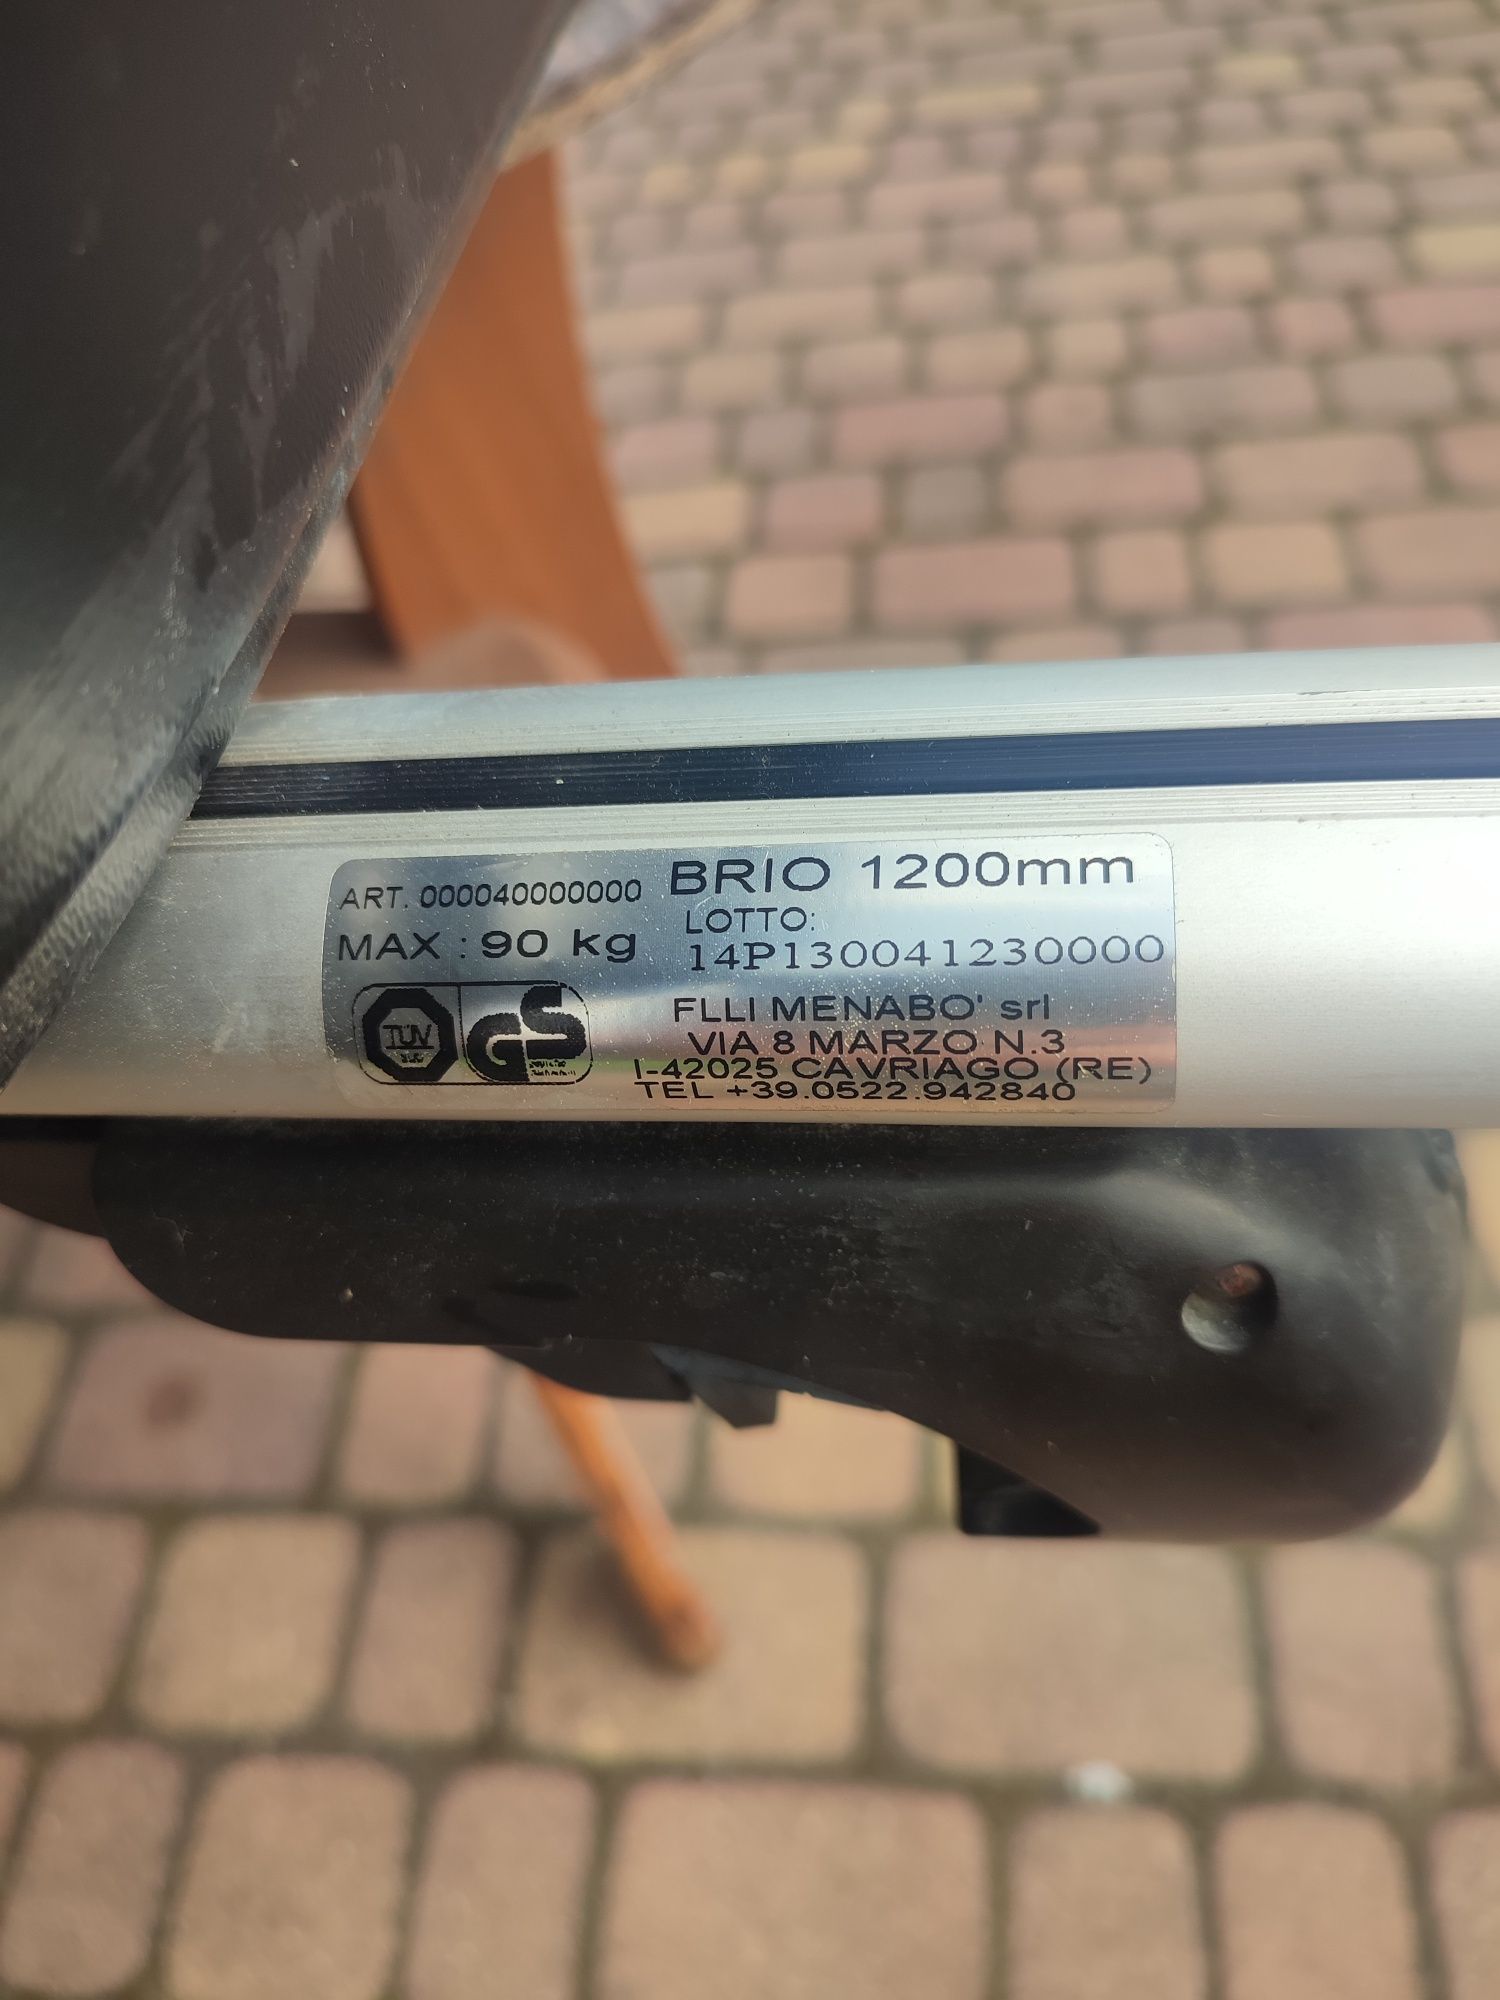 BRIO 1200mm
ART. 000040000000
LOTTO:
MAX : 90 kg
14P130041230000
TÜV
GS
FLLI MENABO' srl
VIA 8 MARZO N.3
I-42025 CAVRIAGO (RE)
TEL +39.0522.942840